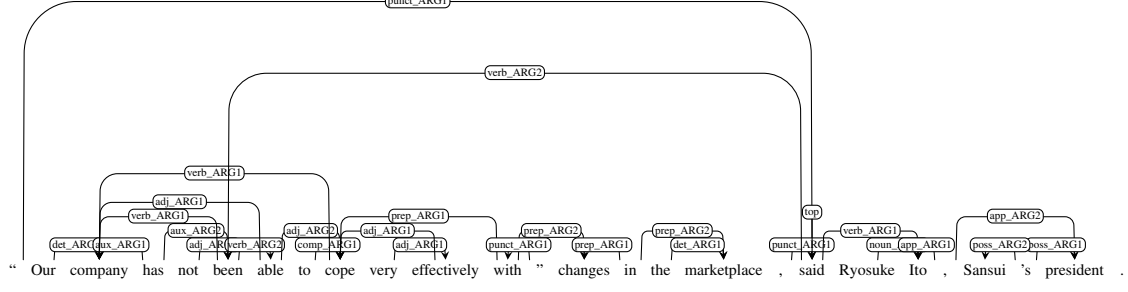 punct_ARG1
verb_ARG2
verb_ARG1
adj_ARG1
verb_ARG1 prep_ARG1 top app_ARG2
aux_ARG2 adj_ARG2 adj_ARG1 prep_ARG2 prep_ARG2 verb_ARG1
aux_ARG1 verb_ARG2 comp_ARG1 adj_ARG1 punct_ARG1 prep_ARG1 det_ARG1 punct_ARG1 app_ARG1 poss_ARG2 poss_ARG1
“ Our company has not been able to cope very effectively with ” changes in the marketplace , said Ryosuke Ito , Sansui 's president .